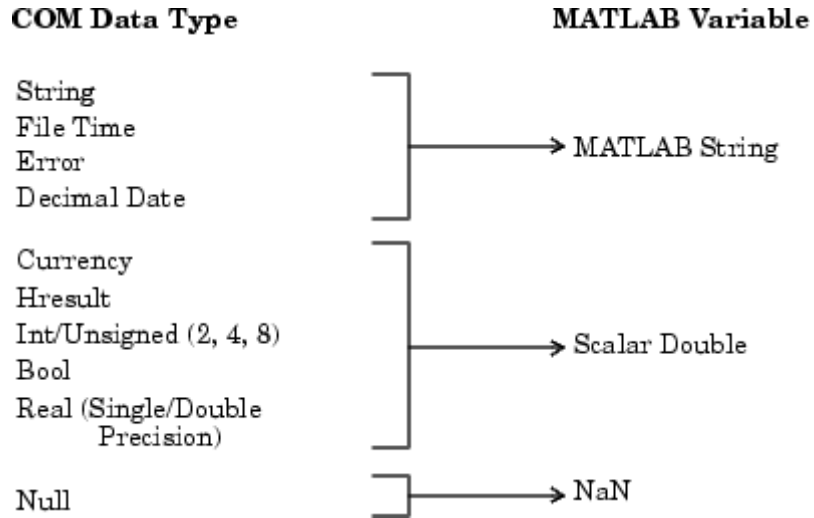 COM Data Type
MATLAB Variable
String
File Time
Error
Decimal Date
MATLAB String
Currency
Hresult
Int/Unsigned (2, 4, 8)
Bool
Real (Single/Double
Precision)
Scalar Double
Null
NaN